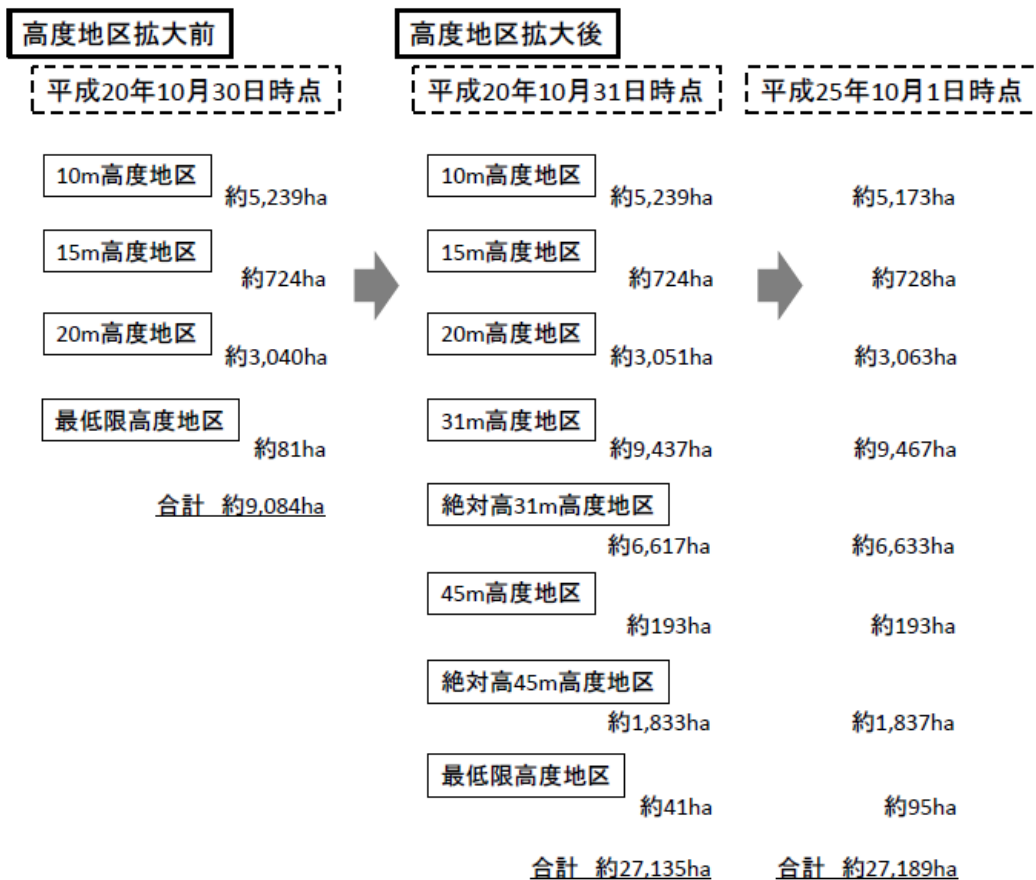 高度地区拡大前
平成20年10月30日時点
10m高度地区
約5,239ha
15m高度地区
約724ha
20m高度地区
約3,040ha
最低限高度地区
約81ha
合計 約9,084ha
高度地区拡大後
平成20年10月31日時点
10m高度地区
約5,239ha
15m高度地区
約724ha
20m高度地区
約3,051ha
31m高度地区
約9,437ha
絶対高31m高度地区
約6,617ha
45m高度地区
約193ha
絶対高45m高度地区
約1,833ha
最低限高度地区
約41ha
合計 約27,135ha
平成25年10月1日時点
約5,173ha
約728ha
約3,063ha
約9,467ha
約6,633ha
約193ha
約1,837ha
約95ha
合計 約27,189ha